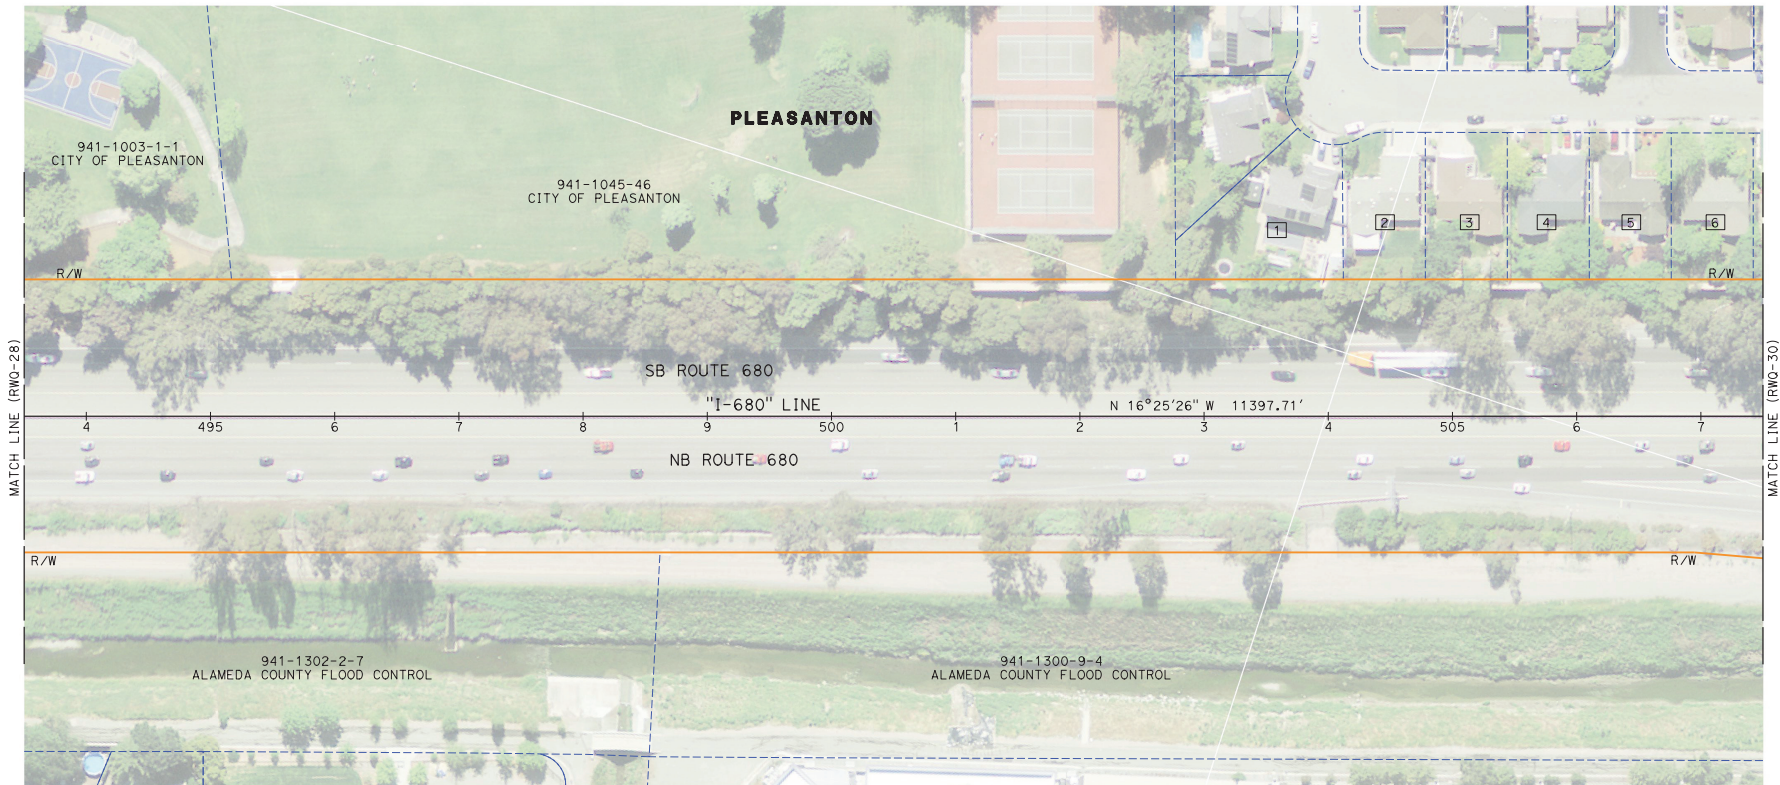 PLEASANTON
941-1003-1-1
CITY OF PLEASANTON
941-1045-46
CITY OF PLEASANTON
1
2
3
4
5
6
R/W
R/W
MATCH LINE (RWQ-28)
MATCH LINE (RWQ-30)
SB ROUTE 680
"I-680" LINE
N 16°25'26" W 11397.71'
4 495 6 7 8 9 500 1 2 3 4 505 6 7
NB ROUTE 680
R/W
R/W
941-1302-2-7
ALAMEDA COUNTY FLOOD CONTROL
941-1300-9-4
ALAMEDA COUNTY FLOOD CONTROL